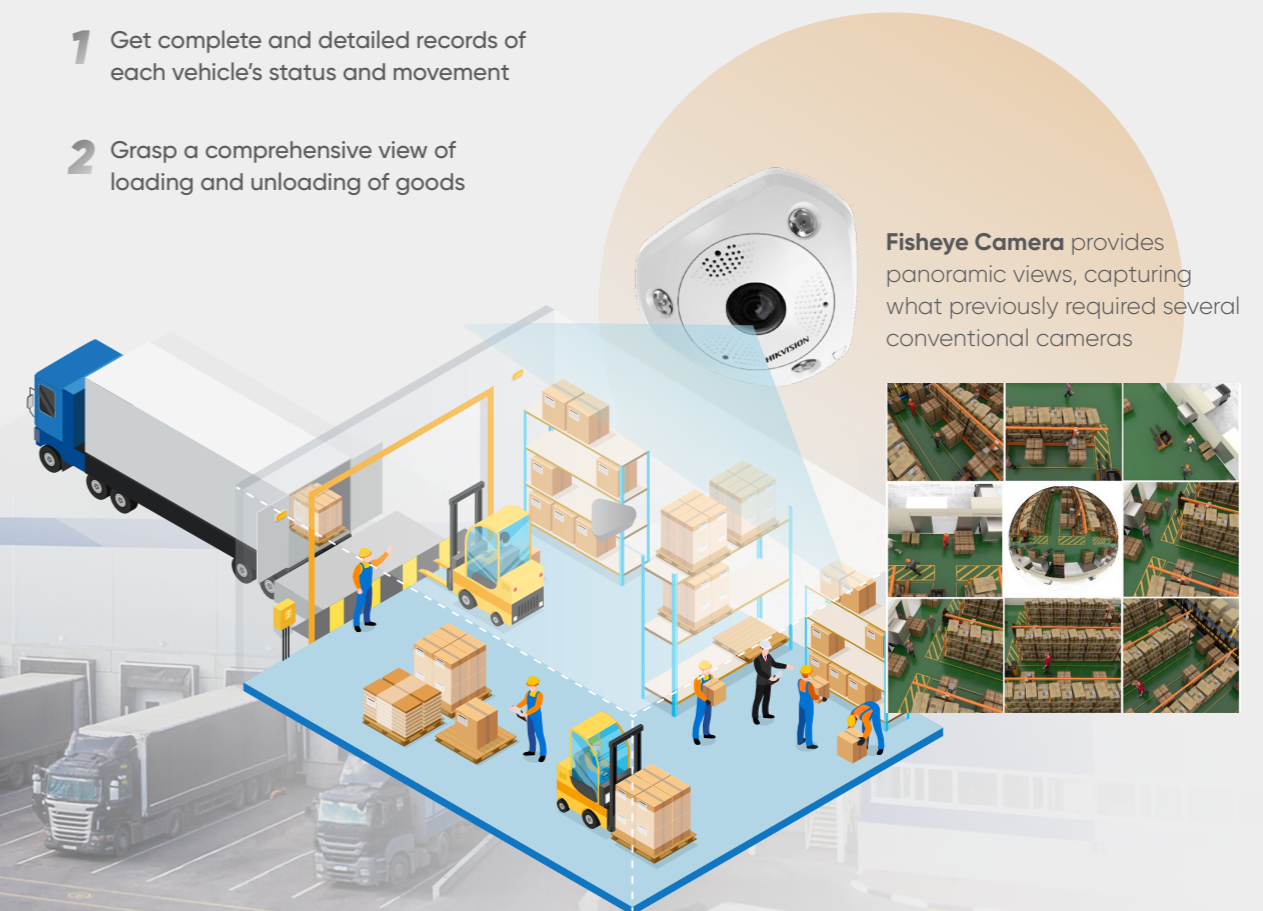 1 Get complete and detailed records of
each vehicle’s status and movement
2 Grasp a comprehensive view of
loading and unloading of goods
HIKVISION
Fisheye Camera provides
panoramic views, capturing
what previously required several
conventional cameras